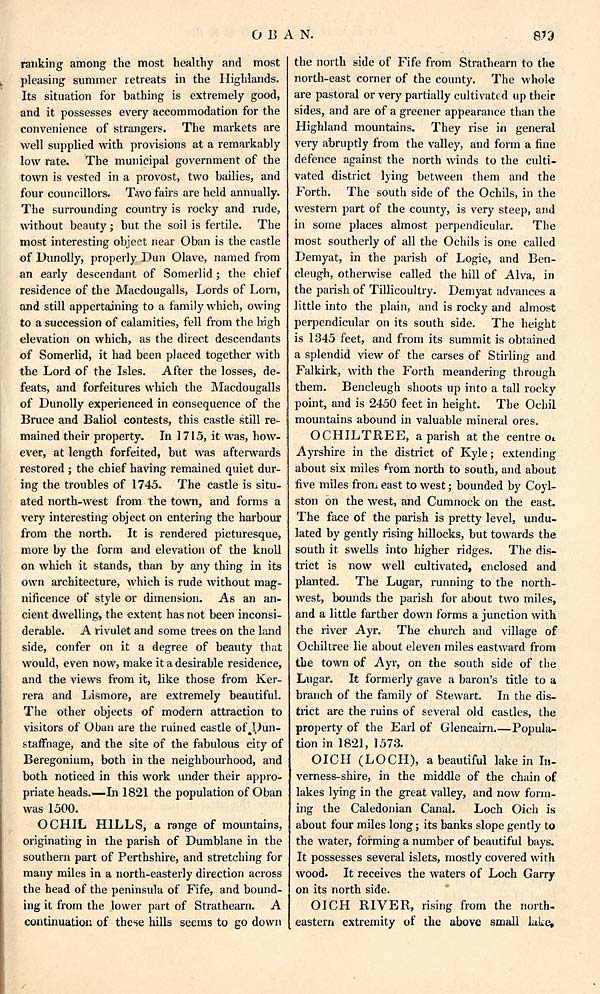 OBAN. 819
ranking among the most healthy and most
pleasing summer retreats in the Highlands.
Its situation for bathing is extremely good,
and it possesses every accommodation for the
convenience of strangers. The markets are
well supplied with provisions at a remarkably
low rate. The municipal government of the
town is vested in a provost, two bailies, and
four councillors. Two fairs are held annually.
The surrounding country is rocky and rude,
without beauty; but the soil is fertile. The
most interesting object near Oban is the castle
of Dunolly, properly Dun Olave, named from
an early descendant of Somerlid; the chief
residence of the Macdougalls, Lords of Lorn,
and still appertaining to a family which, owing
to a succession of calamities, fell from the high
elevation on which, as the direct descendants
of Somerlid, it had been placed together with
the Lord of the Isles. After the losses, de-
feats, and forfeitures which the Macdougalls
of Dunolly experienced in consequence of the
Bruce and Baliol contests, this castle still re-
mained their property. In 1715, it was, how-
ever, at length forfeited, but was afterwards
restored; the chief having remained quiet dur-
ing the troubles of 1745. The castle is situ-
ated north-west from the town, and forms a
very interesting object on entering the harbour
from the north. It is rendered picturesque,
more by the form and elevation of the knoll
on which it stands, than by any thing in its
own architecture, which is rude without mag-
nificence of style or dimension. As an an-
cient dwelling, the extent has not been inconsi-
derable. A rivulet and some trees on the land
side, confer on it a degree of beauty that
would, even now, make it a desirable residence,
and the views from it, like those from Ker-
rera and Lismore, are extremely beautiful.
The other objects of modern attraction to
visitors of Oban are the ruined castle of Dun-
staffnage, and the site of the fabulous city of
Beregonium, both in the neighbourhood, and
both noticed in this work under their appro-
priate heads.—In 1821 the population of Oban
was 1500.
OCHIL HILLS, a range of mountains,
originating in the parish of Dumblane in the
southern part of Perthshire, and stretching for
many miles in a north-easterly direction across
the head of the peninsula of Fife, and bound-
ing it from the lower part of Strathearn. A
continuation of these hills seems to go down
the north side of Fife from Strathearn to the
north-east corner of the county. The whole
are pastoral or very partially cultivated up their
sides, and are of a greener appearance than the
Highland mountains. They rise in general
very abruptly from the valley, and form a fine
defence against the north winds to the culti-
vated district lying between them and the
Forth. The south side of the Ochils, in the
western part of the county, is very steep, and
in some places almost perpendicular. The
most southerly of all the Ochils is one called
Demyat, in the parish of Logie, and Ben-
cleugh, otherwise called the hill of Alva, in
the parish of Tillicoultry. Demyat advances a
little into the plain, and is rocky and almost
perpendicular on its south side. The height
is 1345 feet, and from its summit is obtained
a splendid view of the carses of Stirling and
Falkirk, with the Forth meandering through
them. Bencleugh shoots up into a tall rocky
point, and is 2450 feet in height. The Ochil
mountains abound in valuable mineral ores.
OCHILTREE, a parish at the centre of
Ayrshire in the district of Kyle; extending
about six miles from north to south, and about
five miles from east to west; bounded by Coyl-
ston on the west, and Cumnock on the east.
The face of the parish is pretty level, undu-
lated by gently rising hillocks, but towards the
south it swells into higher ridges. The dis-
trict is now well cultivated, enclosed and
planted. The Lugar, running to the north-
west, bounds the parish for about two miles,
and a little farther down forms a junction with
the river Ayr. The church and village of
Ochiltree lie about eleven miles eastward from
the town of Ayr, on the south side of the
Lugar. It formerly gave a baron's title to a
branch of the family of Stewart. In the dis-
trict are the ruins of several old castles, the
property of the Earl of Glencairn.—Popula-
tion in 1821, 1573.
OICH (LOCH), a beautiful lake in In-
verness-shire, in the middle of the chain of
lakes lying in the great valley, and now form-
ing the Caledonian Canal. Loch Oich is
about four miles long; its banks slope gently to
the water, forming a number of beautiful bays.
It possesses several islets, mostly covered with
wood. It receives the waters of Loch Garry
on its north side.
OICH RIVER, rising from the north-
eastern extremity of the above small lake,